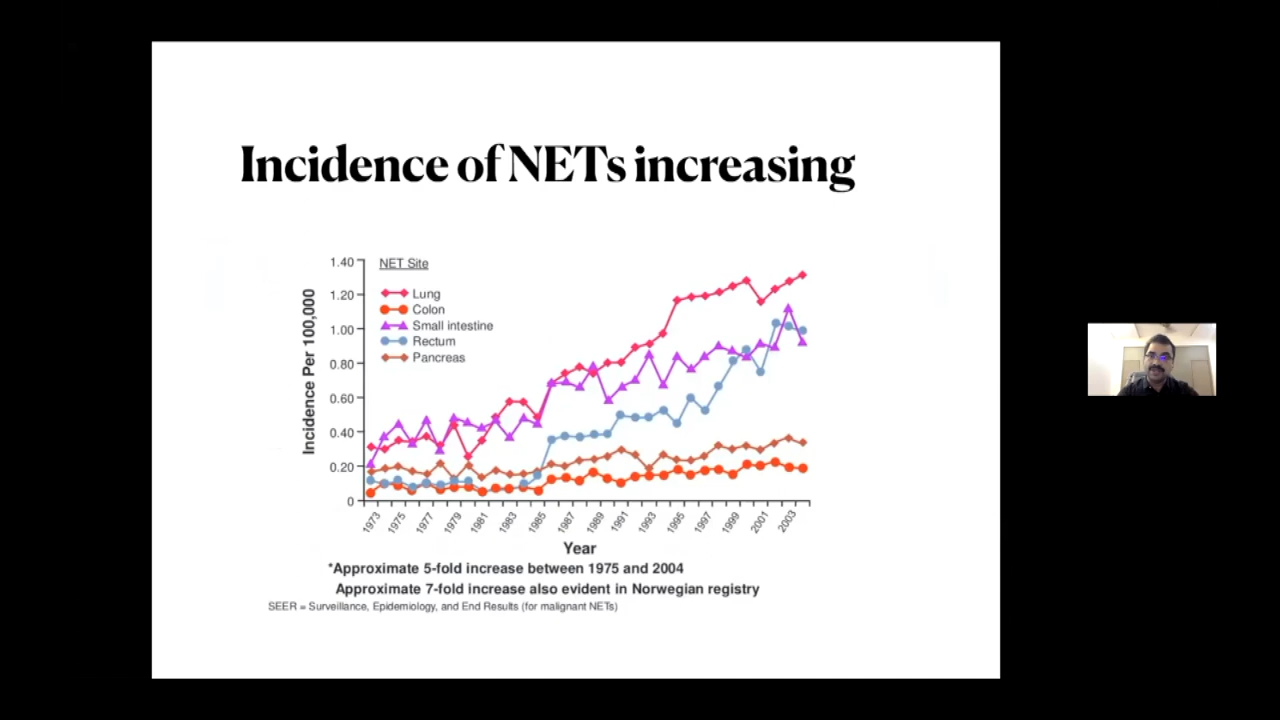 Incidence of NETs increasing
NET Site
Lung
Colon
Small intestine
Rectum
Pancreas
Incidence Per 100,000
1.40
1.20
1.00
0.80
0.60
0.40
0.20
0
1973
1975
1977
1979
1981
1983
1985
1987
1989
1991
1993
1995
1997
1999
2001
2003
Year
*Approximate 5-fold increase between 1975 and 2004
Approximate 7-fold increase also evident in Norwegian registry
SEER = Surveillance, Epidemiology, and End Results (for malignant NETs)